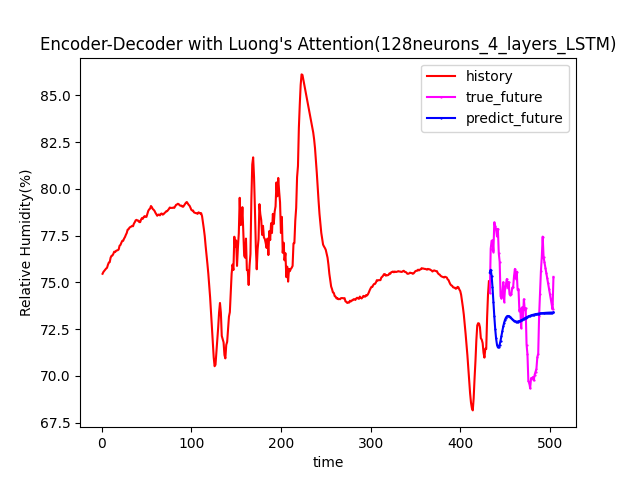 Encoder-Decoder with Luong's Attention(128neurons_4_layers_LSTM)
history
true_future
predict_future
Relative Humidity(%)
85.0
82.5
80.0
77.5
75.0
72.5
70.0
67.5
0 100 200 300 400 500
time